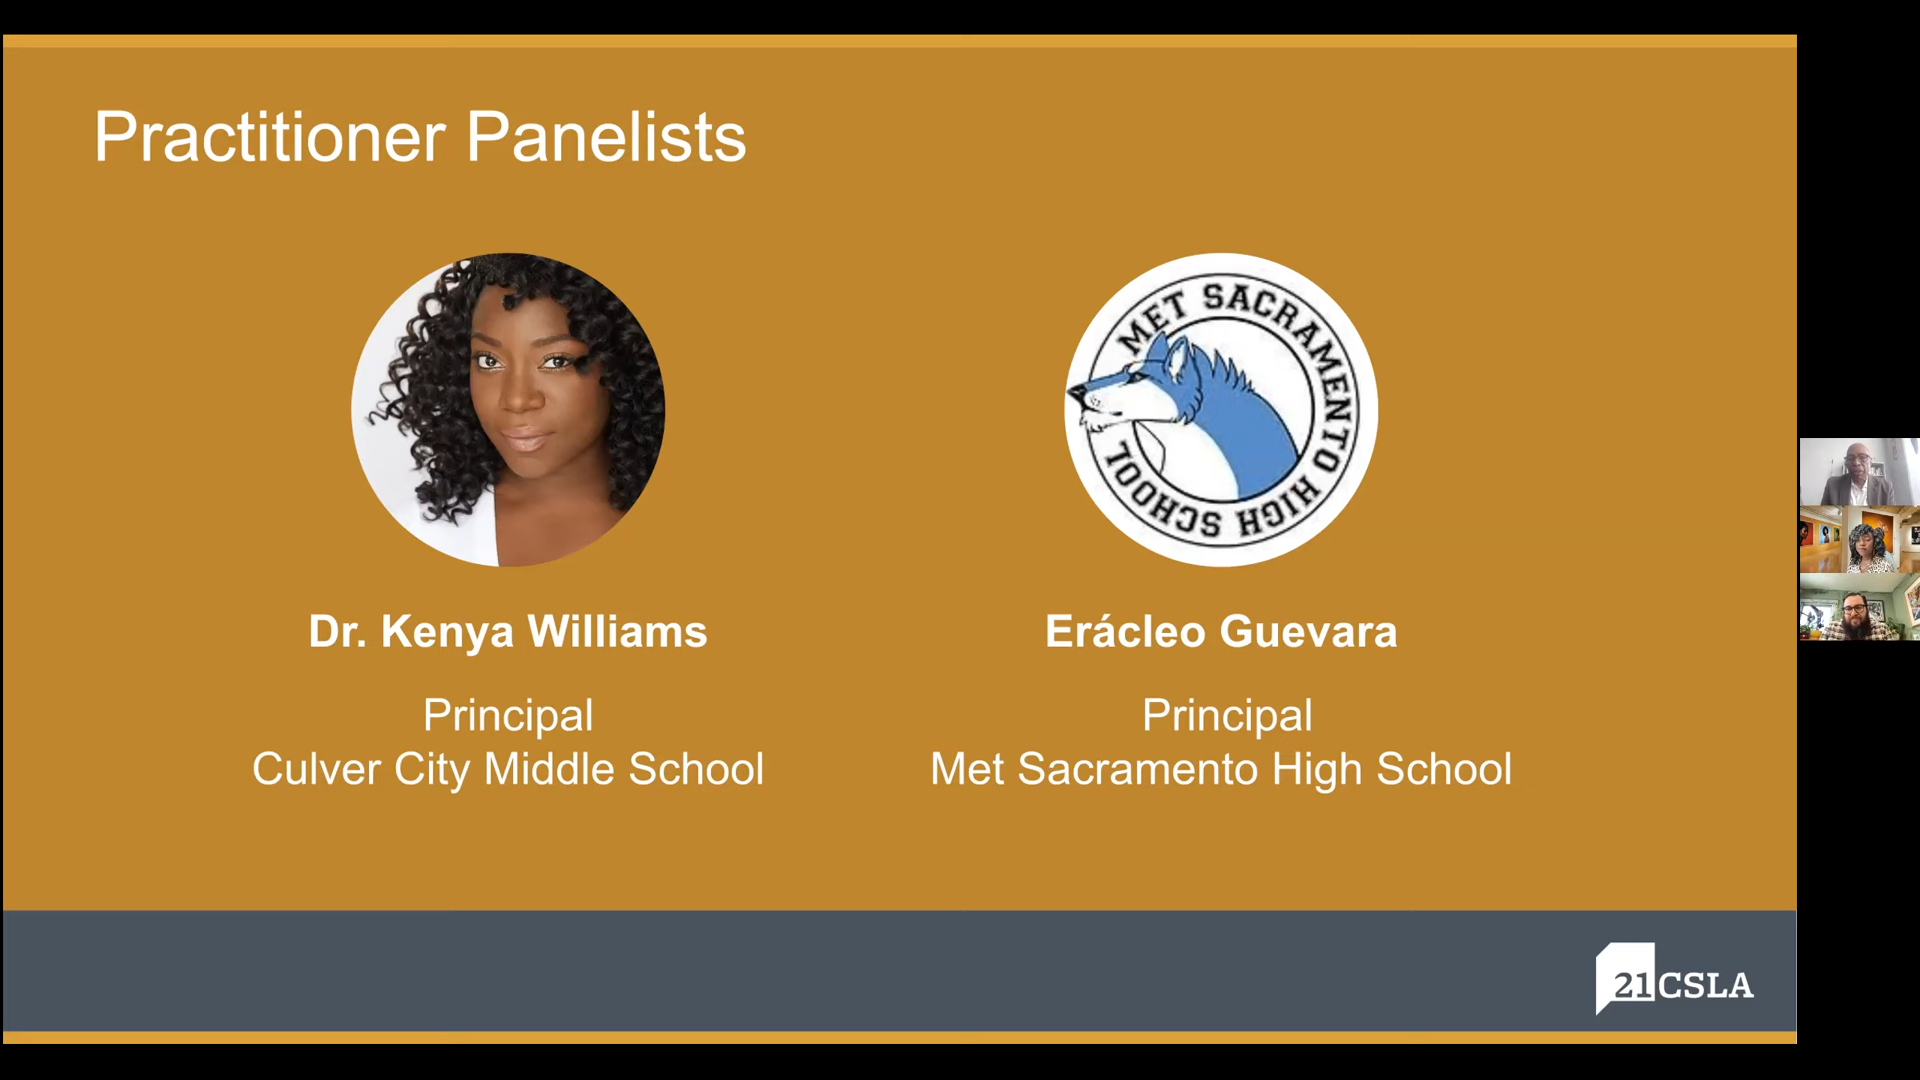 Practitioner Panelists
MET SACRAMENTO HIGH SCHOOL
Dr. Kenya Williams
Principal
Culver City Middle School
Erácleo Guevara
Principal
Met Sacramento High School
21CSLA